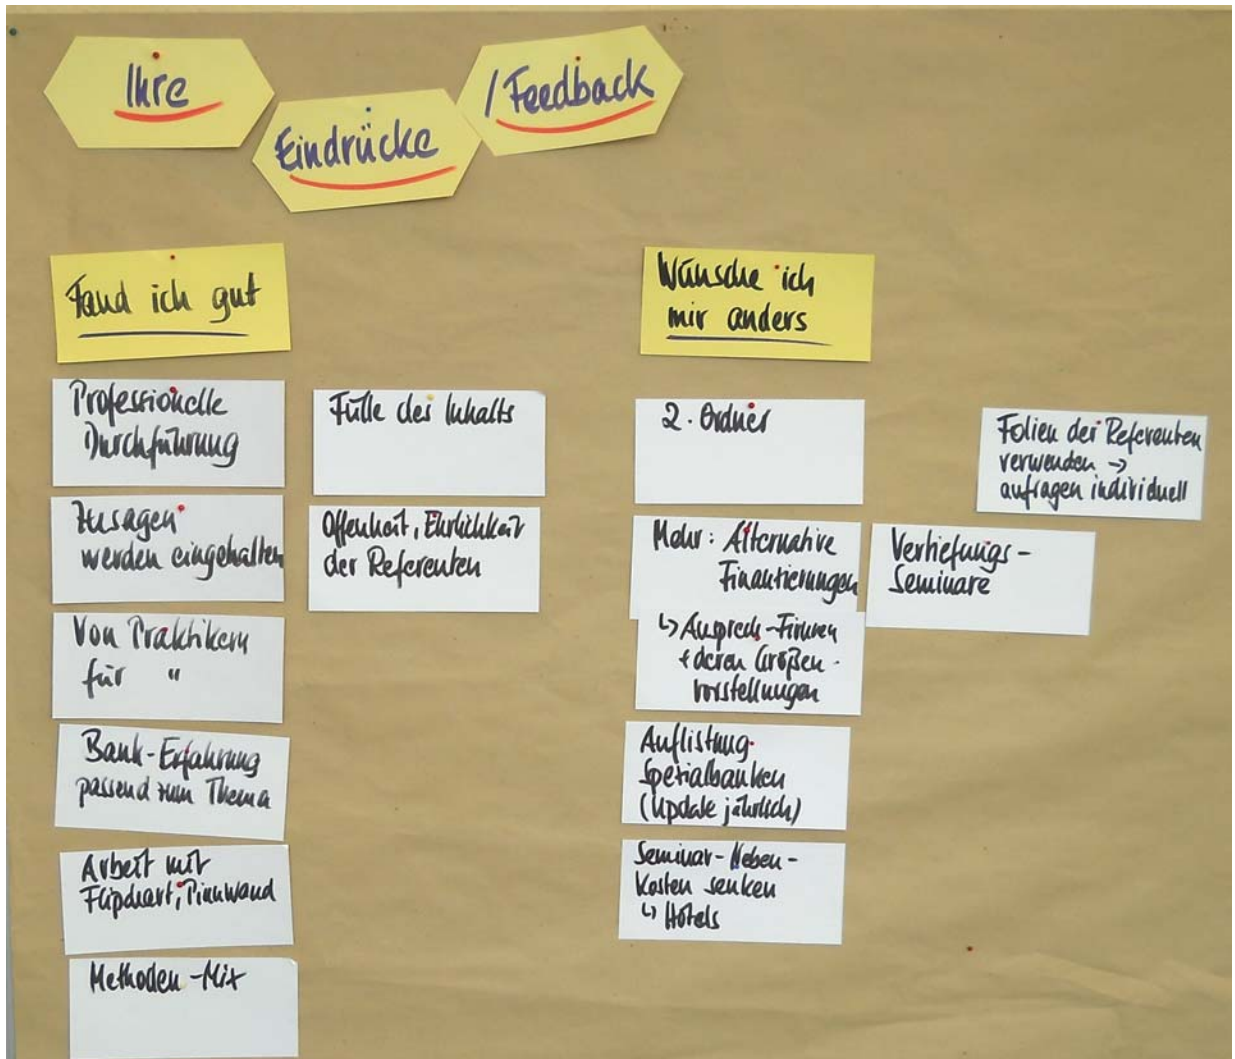 Ihre
Eindrücke
/ Feedback
Fand ich gut
Professionelle
Durchführung
Zusagen
werden eingehalten
Von Praktikern
für "
Bank-Erfahrung
passend zum Thema
Arbeit mit
Flipchart, Pinnwand
Methoden-Mix
Fülle des Inhalts
Offenheit, Ehrlichkeit
der Referenten
Wünsche ich
mir anders
2. Ordner
Mehr: Alternative
Finanzierungen
↳ Ansprech-Firmen
+ deren Größen-
vorstellungen
Auflistung
Spezialbanken
(Update jährlich)
Seminar-Neben-
Kosten senken
↳ Hotels
Vertiefungs-
Seminare
Folien der Referenten
verwenden →
anfragen individuell